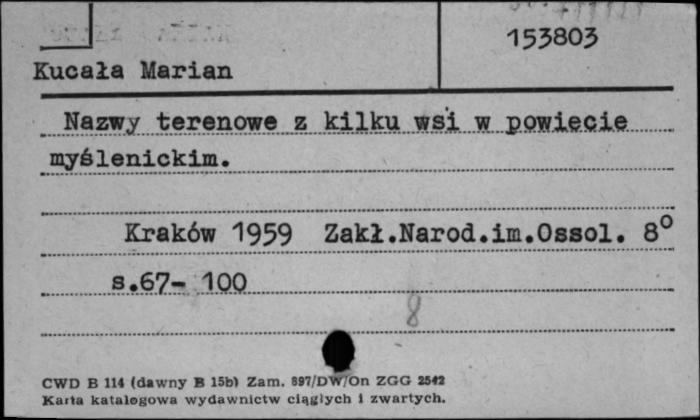 153803
Kucała Marian
Nazwy terenowe z kilku wsi w powiecie
myślenickim.
Kraków 1959 Zakł.Narod.im.Ossol. 8°
s.67- 100
8
CWD B 114 (dawny B 15b) Zam. 897/DW/On ZGG 2542
Karta katalogowa wydawnictw ciągłych i zwartych.